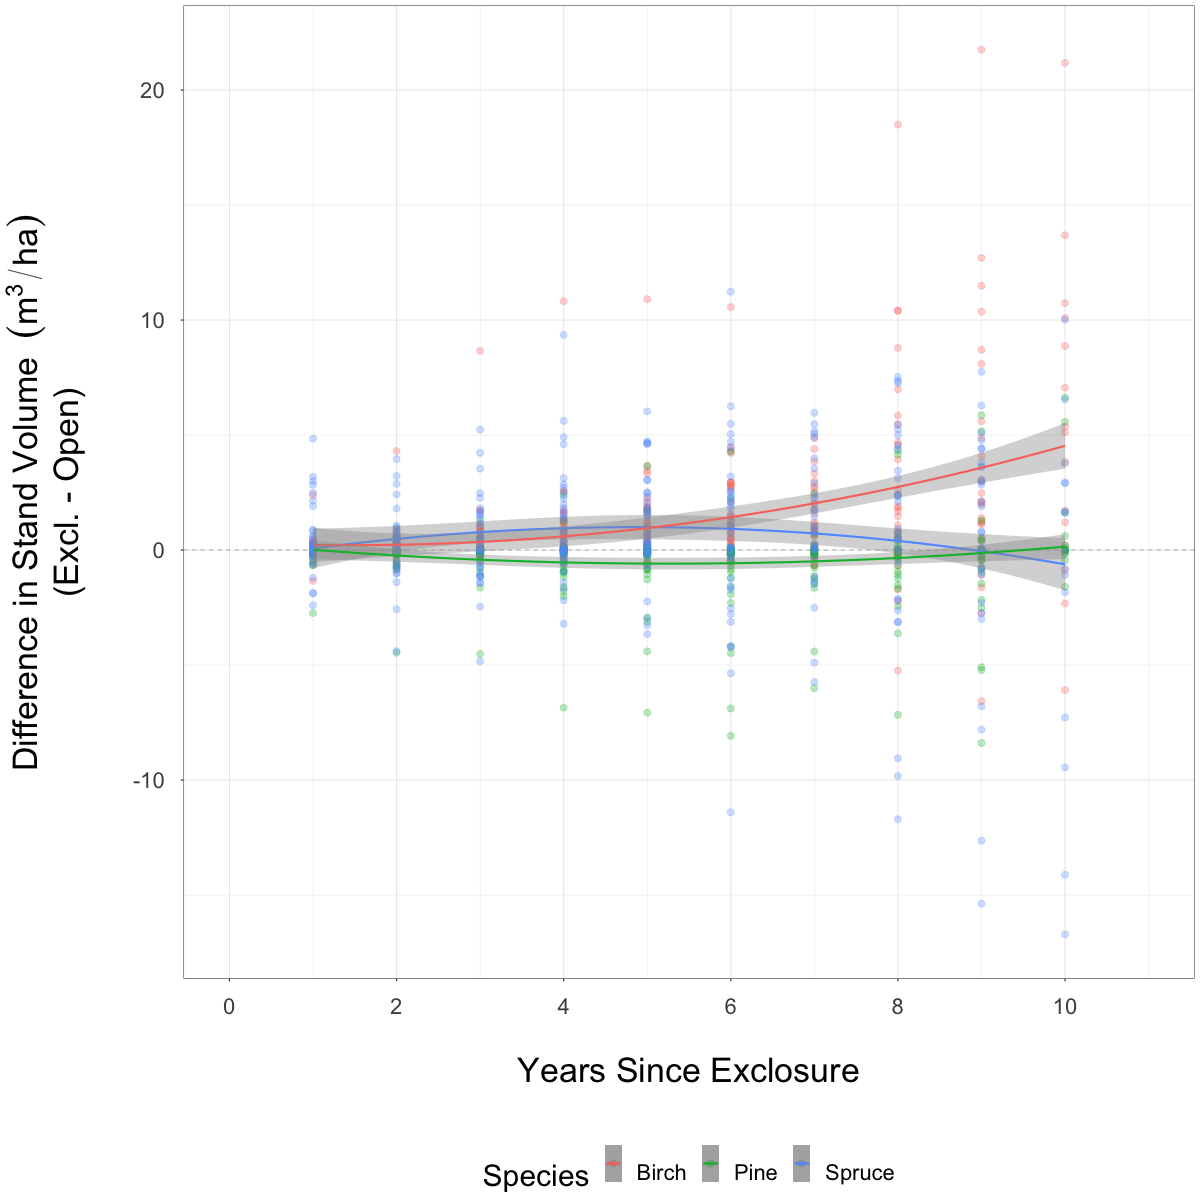 Difference in Stand Volume (m³/ha)
(Excl. - Open)
20
10
0
-10
0 2 4 6 8 10
Years Since Exclosure
Species Birch Pine Spruce